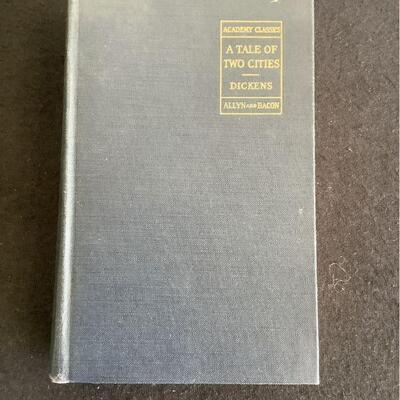 ACADEMY CLASSICS
A TALE OF
TWO CITIES
DICKENS
ALLYN AND BACON